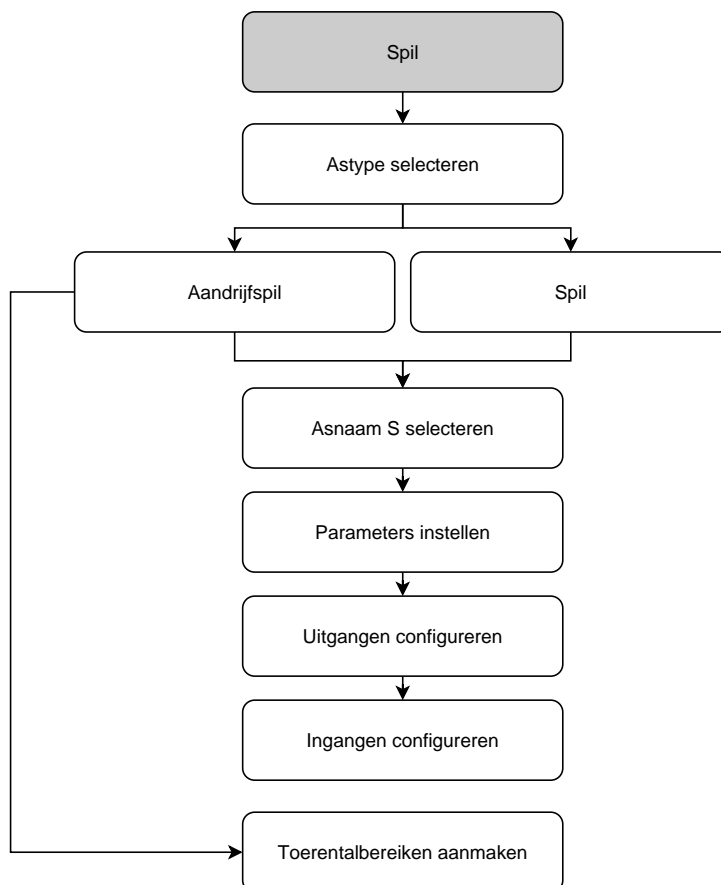 Spil
Astype selecteren
Aandrijfspil
Spil
Asnaam S selecteren
Parameters instellen
Uitgangen configureren
Ingangen configureren
Toerentalbereiken aanmaken